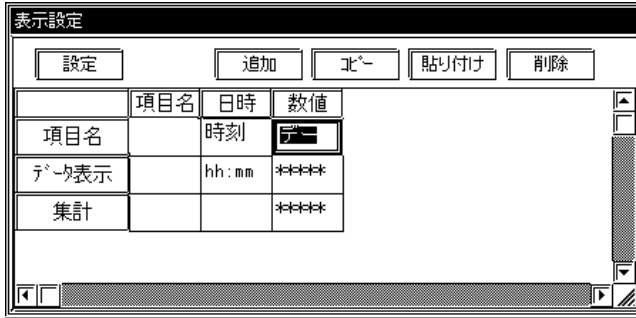 表示設定
設定 追加 コピー 貼り付け 削除
項目名 日時 数値
項目名 時刻 デー
データ表示 hh:mm *****
集計 *****